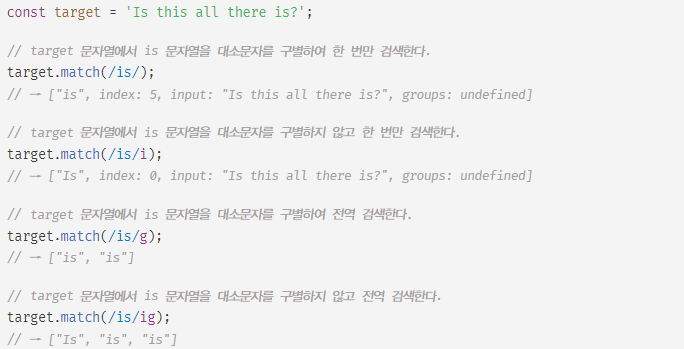 const target = 'Is this all there is?';
// target 문자열에서 is 문자열을 대소문자를 구별하여 한 번만 검색한다.
target.match(/is/);
// → ["is", index: 5, input: "Is this all there is?", groups: undefined]
// target 문자열에서 is 문자열을 대소문자를 구별하지 않고 한 번만 검색한다.
target.match(/is/i);
// → ["Is", index: 0, input: "Is this all there is?", groups: undefined]
// target 문자열에서 is 문자열을 대소문자를 구별하여 전역 검색한다.
target.match(/is/g);
// → ["is", "is"]
// target 문자열에서 is 문자열을 대소문자를 구별하지 않고 전역 검색한다.
target.match(/is/ig);
// → ["Is", "is", "is"]